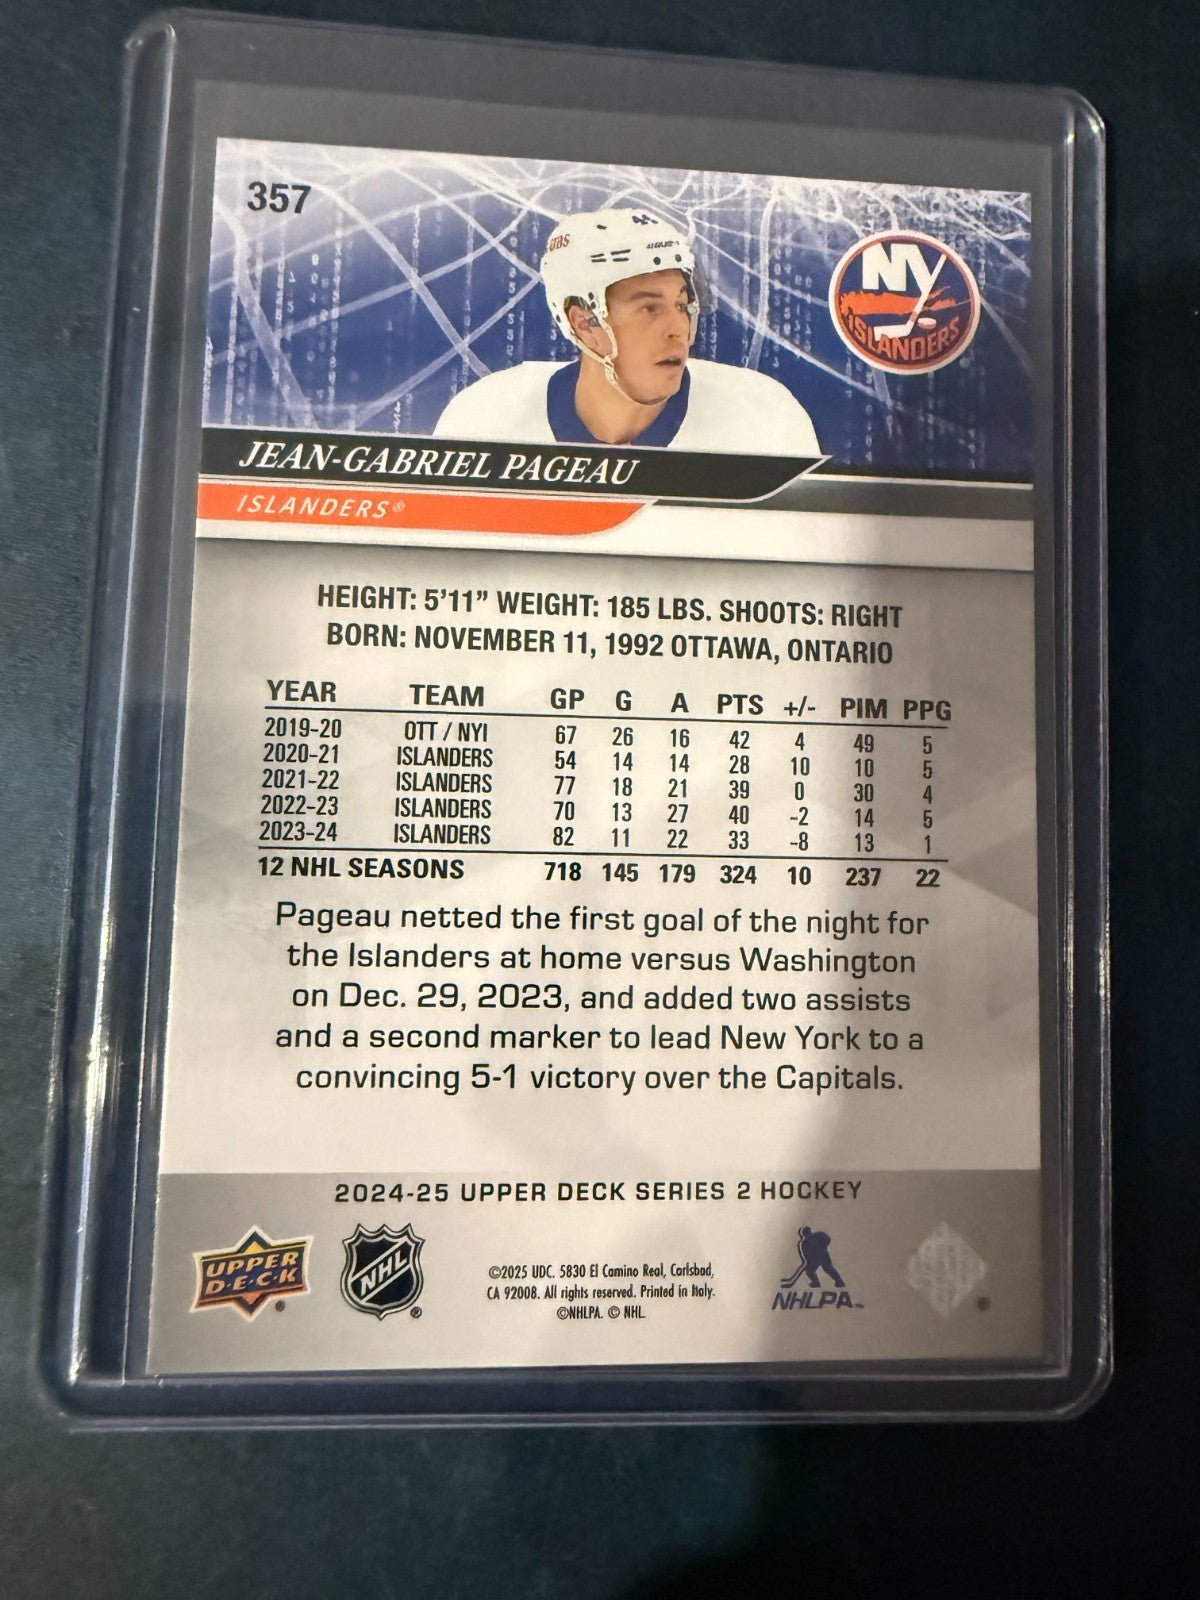 357
NY
ISLANDERS
JEAN-GABRIEL PAGEAU
ISLANDERS®
HEIGHT: 5'11" WEIGHT: 185 LBS. SHOOTS: RIGHT
BORN: NOVEMBER 11, 1992 OTTAWA, ONTARIO
YEAR TEAM GP G A PTS +/- PIM PPG
2019-20 OTT / NYI 67 26 16 42 4 49 5
2020-21 ISLANDERS 54 14 14 28 10 10 5
2021-22 ISLANDERS 77 18 21 39 0 30 4
2022-23 ISLANDERS 70 13 27 40 -2 14 5
2023-24 ISLANDERS 82 11 22 33 -8 13 1
12 NHL SEASONS 718 145 179 324 10 237 22
Pageau netted the first goal of the night for
the Islanders at home versus Washington
on Dec. 29, 2023, and added two assists
and a second marker to lead New York to a
convincing 5-1 victory over the Capitals.
2024-25 UPPER DECK SERIES 2 HOCKEY
UPPER
D·E·C·K
®
NHL
®
©2025 UDC. 5830 El Camino Real, Carlsbad,
CA 92008. All rights reserved. Printed in Italy.
©NHLPA. © NHL.
NHLPA™